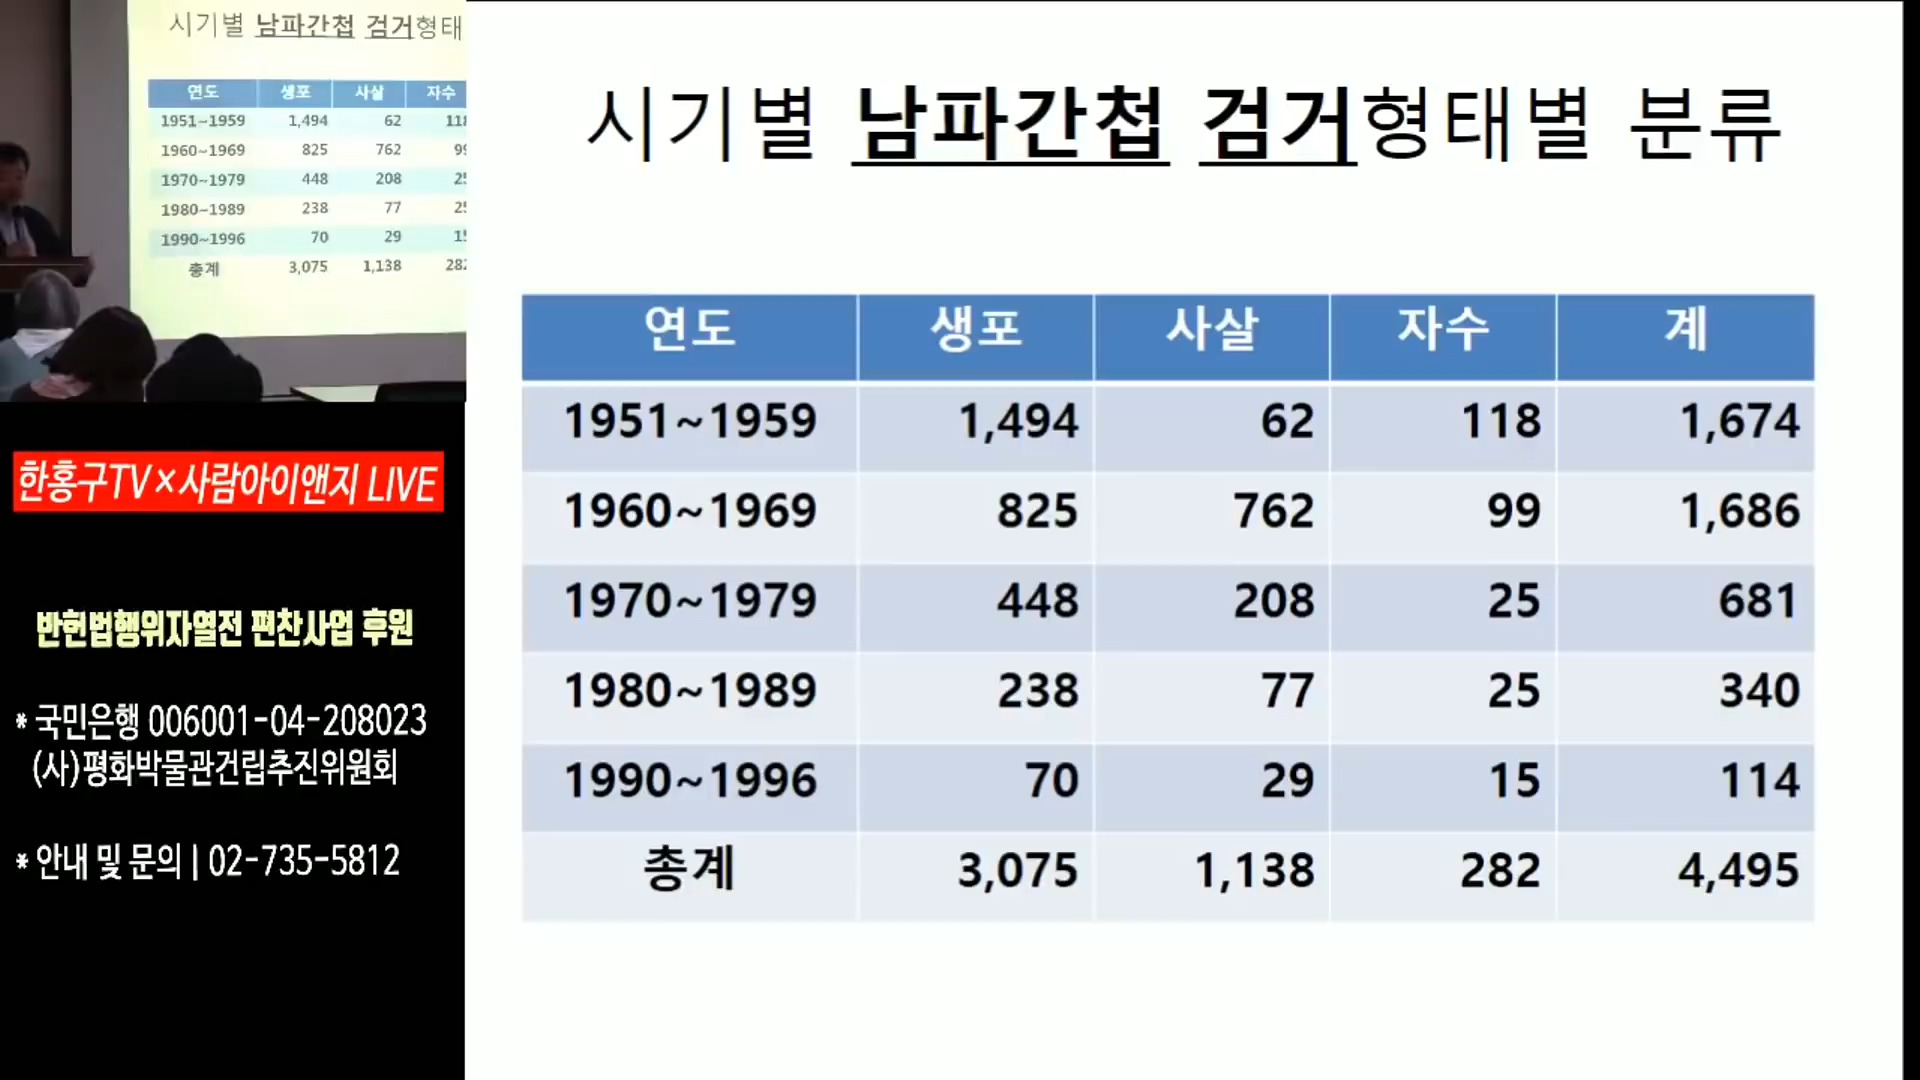 시기별 남파간첩 검거형태
연도 생포 사살 자수
1951~1959 1,494 62 118
1960~1969 825 762 99
1970~1979 448 208 25
1980~1989 238 77 25
1990~1996 70 29 15
총계 3,075 1,138 282
한홍구TV×사람아이앤지 LIVE
반헌법행위자열전 편찬사업 후원
* 국민은행 006001-04-208023
(사)평화박물관건립추진위원회
* 안내 및 문의 | 02-735-5812
시기별 남파간첩 검거형태별 분류
연도 생포 사살 자수 계
1951~1959 1,494 62 118 1,674
1960~1969 825 762 99 1,686
1970~1979 448 208 25 681
1980~1989 238 77 25 340
1990~1996 70 29 15 114
총계 3,075 1,138 282 4,495